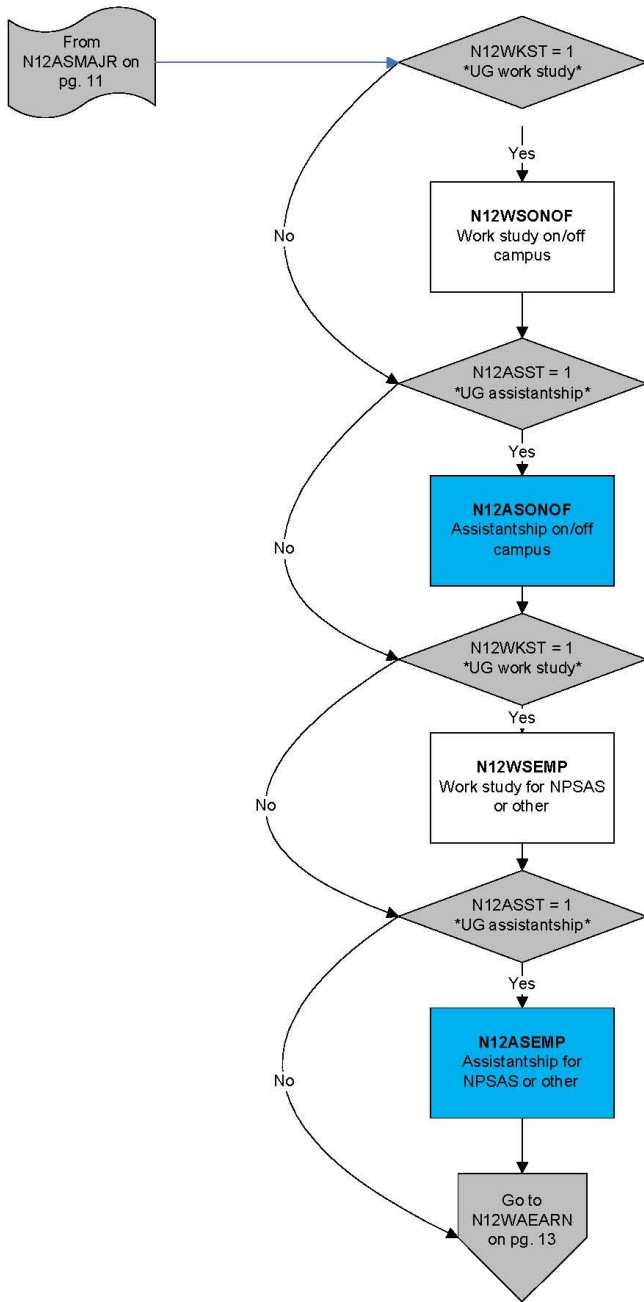 From
N12ASMAJR on
pg. 11
N12WKST = 1
*UG work study*
Yes
N12WSONOF
Work study on/off
campus
No
N12ASST = 1
*UG assistantship*
Yes
N12ASONOF
Assistantship on/off
campus
No
N12WKST = 1
*UG work study*
Yes
N12WSEMP
Work study for NPSAS
or other
No
N12ASST = 1
*UG assistantship*
Yes
N12ASEMP
Assistantship for
NPSAS or other
No
Go to
N12WAEARN
on pg. 13